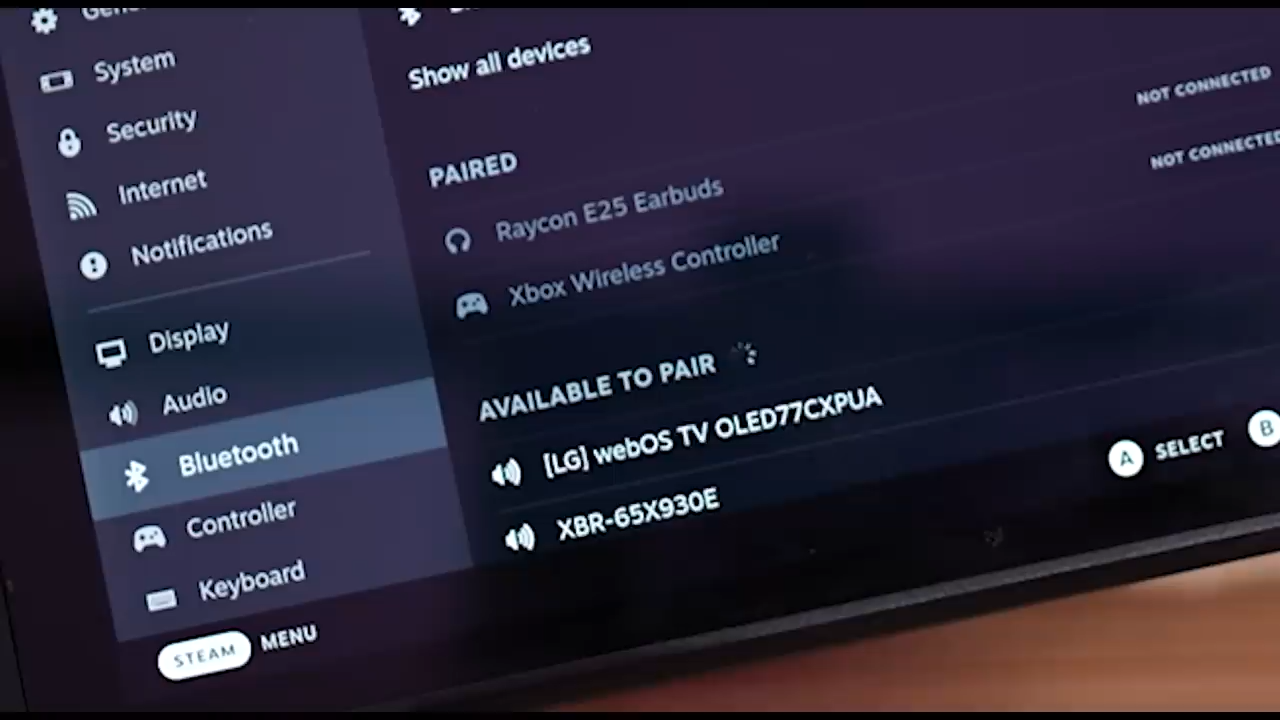 System
Security
Internet
Notifications
Display
Audio
Bluetooth
Controller
Keyboard
STEAM MENU
Show all devices
PAIRED
Raycon E25 Earbuds
NOT CONNECTED
Xbox Wireless Controller
NOT CONNECTED
AVAILABLE TO PAIR
[LG] webOS TV OLED77CXPUA
XBR-65X930E
A SELECT
B